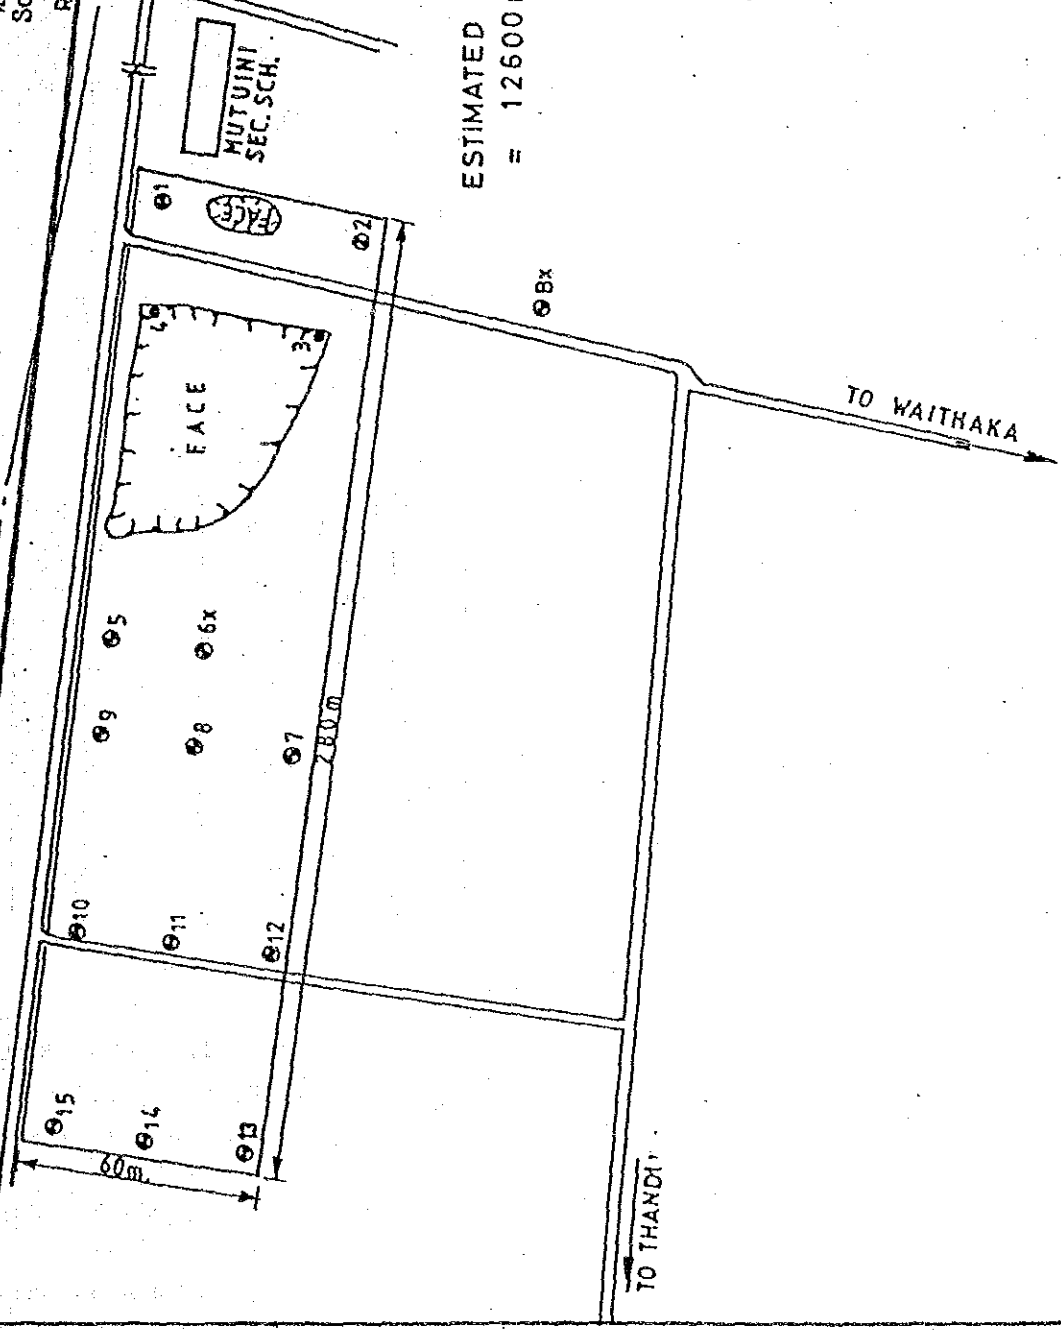 MUTUINI
SEC. SCH.
ESTIMATED
= 12600
1
FACE
2
4
3
FACE
8x
TO WAITHAKA
5
6x
9
8
7
280m
10
11
12
15
14
13
60m.
TO THANDI